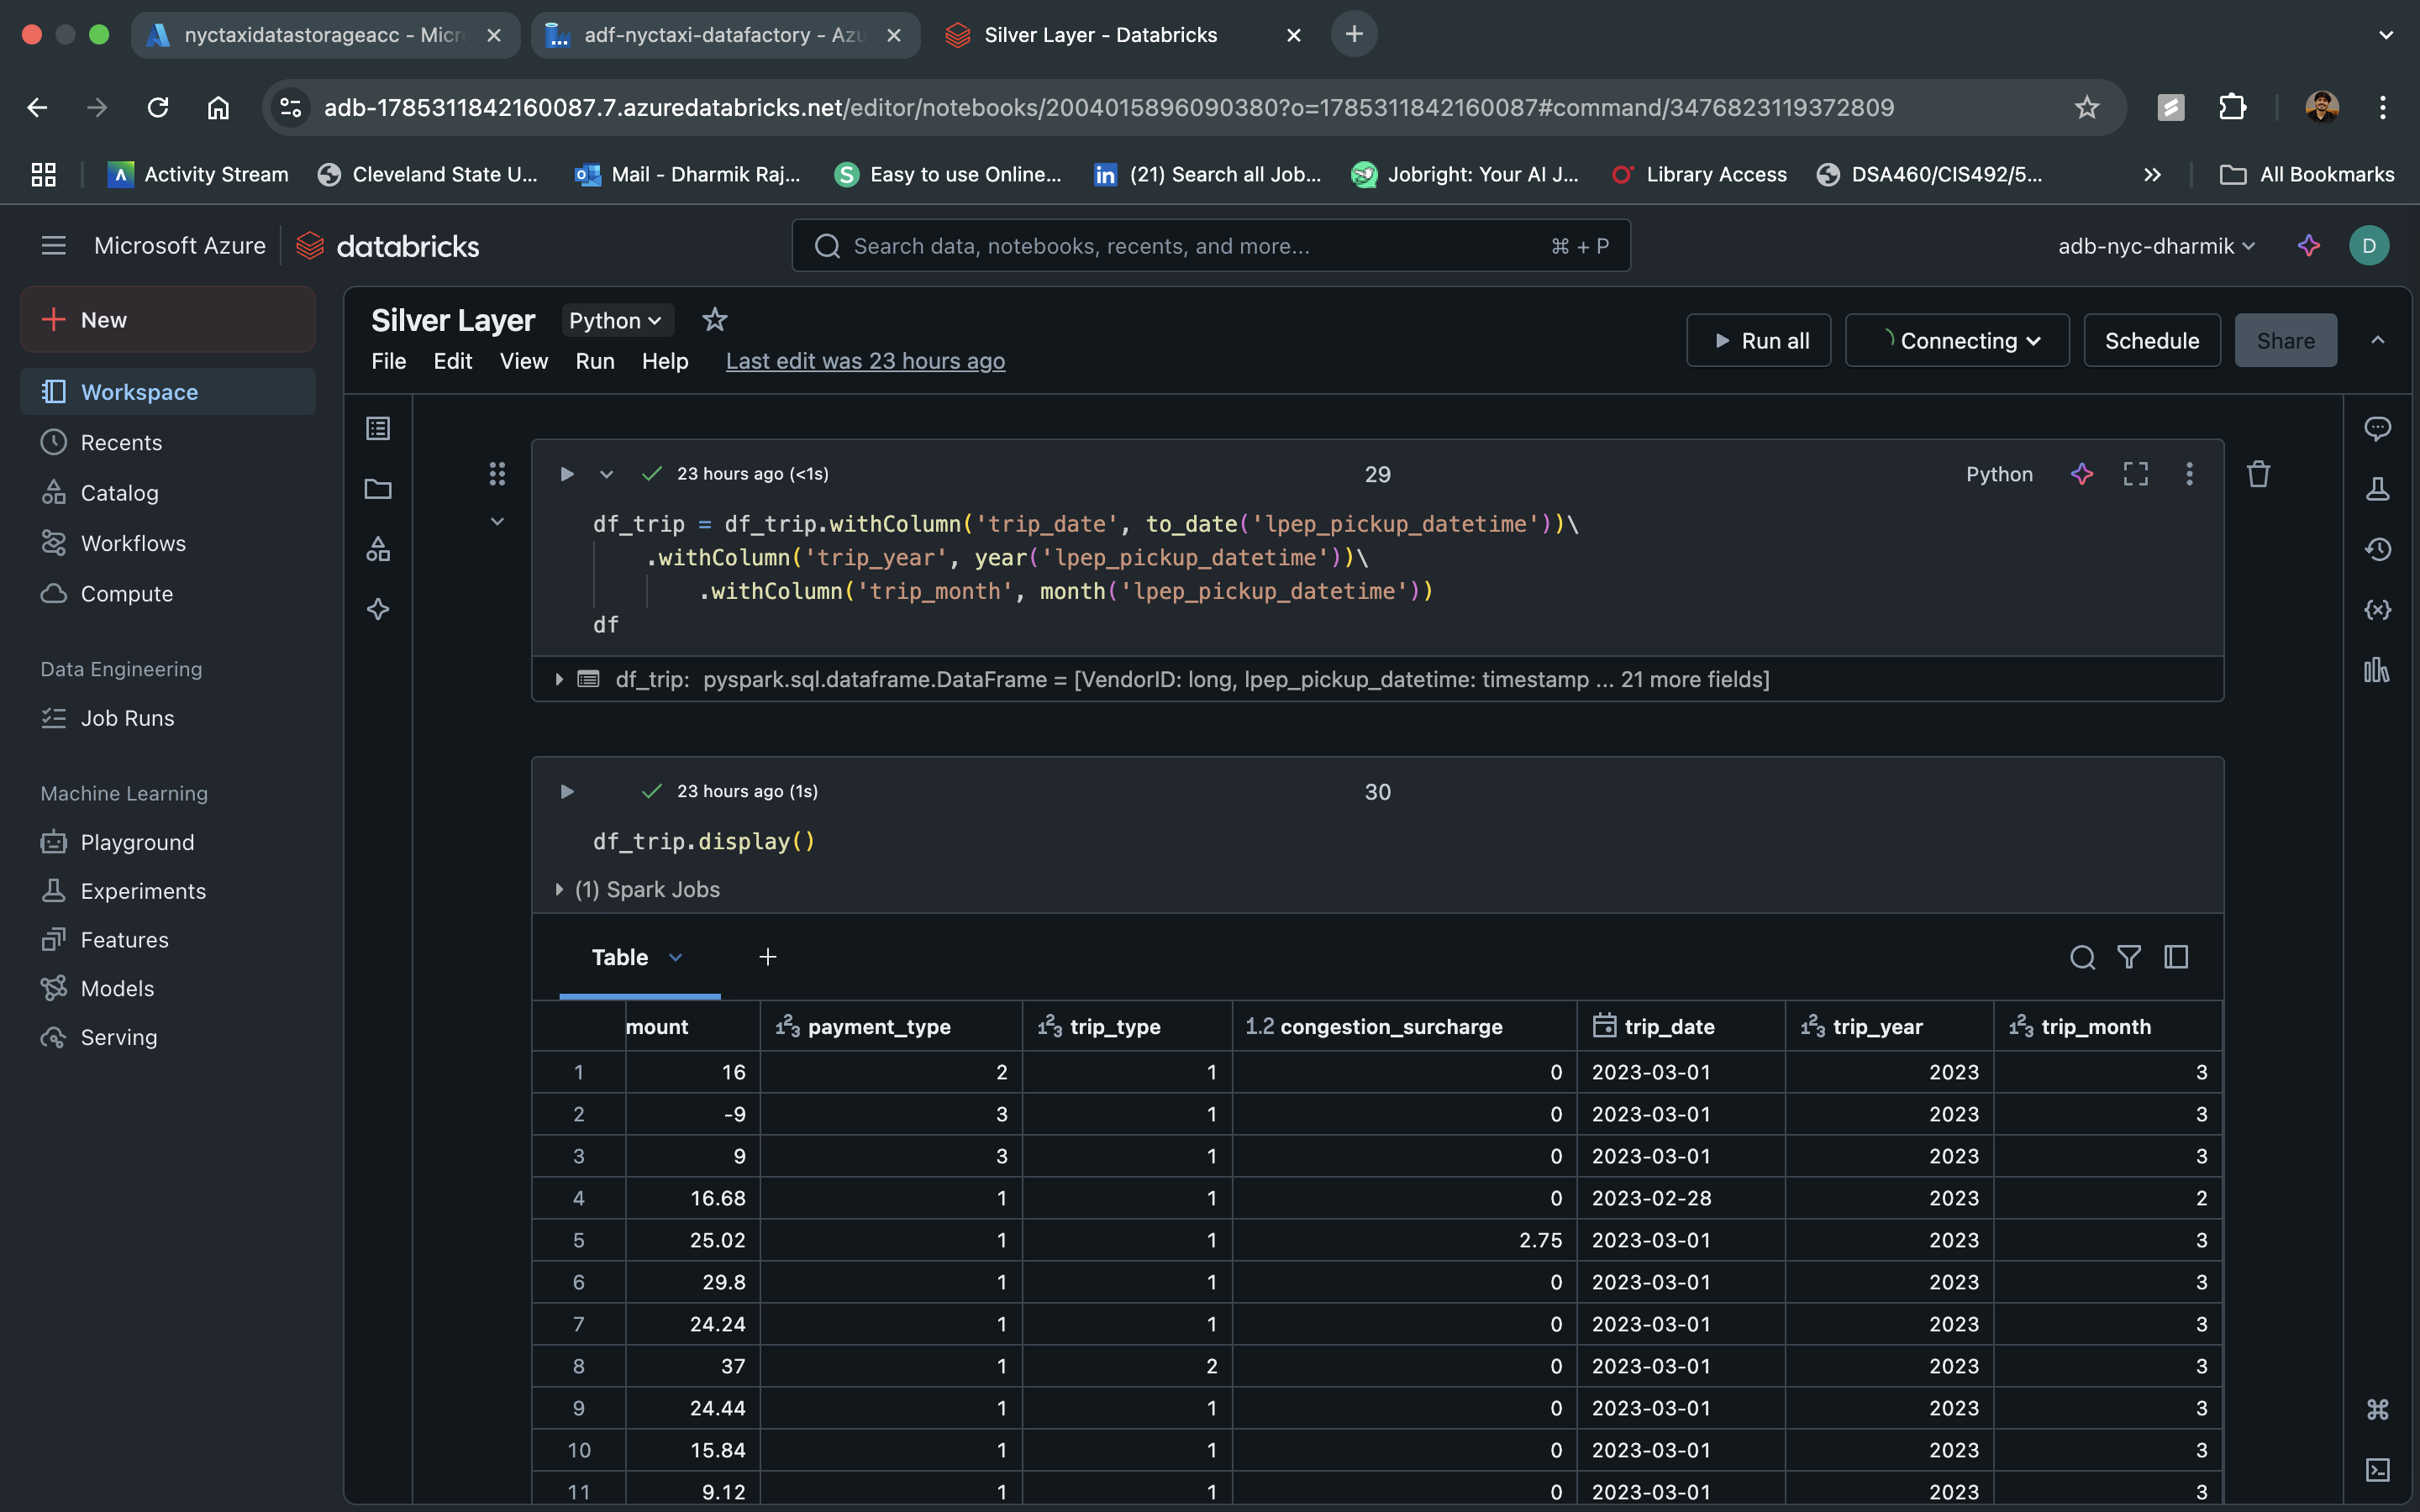 nyctaxidatastorageacc - Micr
adf-nyctaxi-datafactory - Azu
Silver Layer - Databricks
adb-1785311842160087.7.azuredatabricks.net/editor/notebooks/2004015896090380?o=1785311842160087#command/3476823119372809
Activity Stream
Cleveland State U...
Mail - Dharmik Raj...
Easy to use Online...
(21) Search all Job...
Jobright: Your AI J...
Library Access
DSA460/CIS492/5...
All Bookmarks
Microsoft Azure
databricks
Search data, notebooks, recents, and more...
⌘ + P
adb-nyc-dharmik
D
New
Workspace
Recents
Catalog
Workflows
Compute
Data Engineering
Job Runs
Machine Learning
Playground
Experiments
Features
Models
Serving
Silver Layer
Python
File Edit View Run Help
Last edit was 23 hours ago
Run all
Connecting
Schedule
Share
23 hours ago (<1s)
29
Python
df_trip = df_trip.withColumn('trip_date', to_date('lpep_pickup_datetime'))\
.withColumn('trip_year', year('lpep_pickup_datetime'))\
.withColumn('trip_month', month('lpep_pickup_datetime'))
df
df_trip: pyspark.sql.dataframe.DataFrame = [VendorID: long, lpep_pickup_datetime: timestamp ... 21 more fields]
23 hours ago (1s)
30
df_trip.display()
(1) Spark Jobs
Table
+
mount 123 payment_type 123 trip_type 1.2 congestion_surcharge trip_date 123 trip_year 123 trip_month
1 16 2 1 0 2023-03-01 2023 3
2 -9 3 1 0 2023-03-01 2023 3
3 9 3 1 0 2023-03-01 2023 3
4 16.68 1 1 0 2023-02-28 2023 2
5 25.02 1 1 2.75 2023-03-01 2023 3
6 29.8 1 1 0 2023-03-01 2023 3
7 24.24 1 1 0 2023-03-01 2023 3
8 37 1 2 0 2023-03-01 2023 3
9 24.44 1 1 0 2023-03-01 2023 3
10 15.84 1 1 0 2023-03-01 2023 3
11 9.12 1 1 0 2023-03-01 2023 3